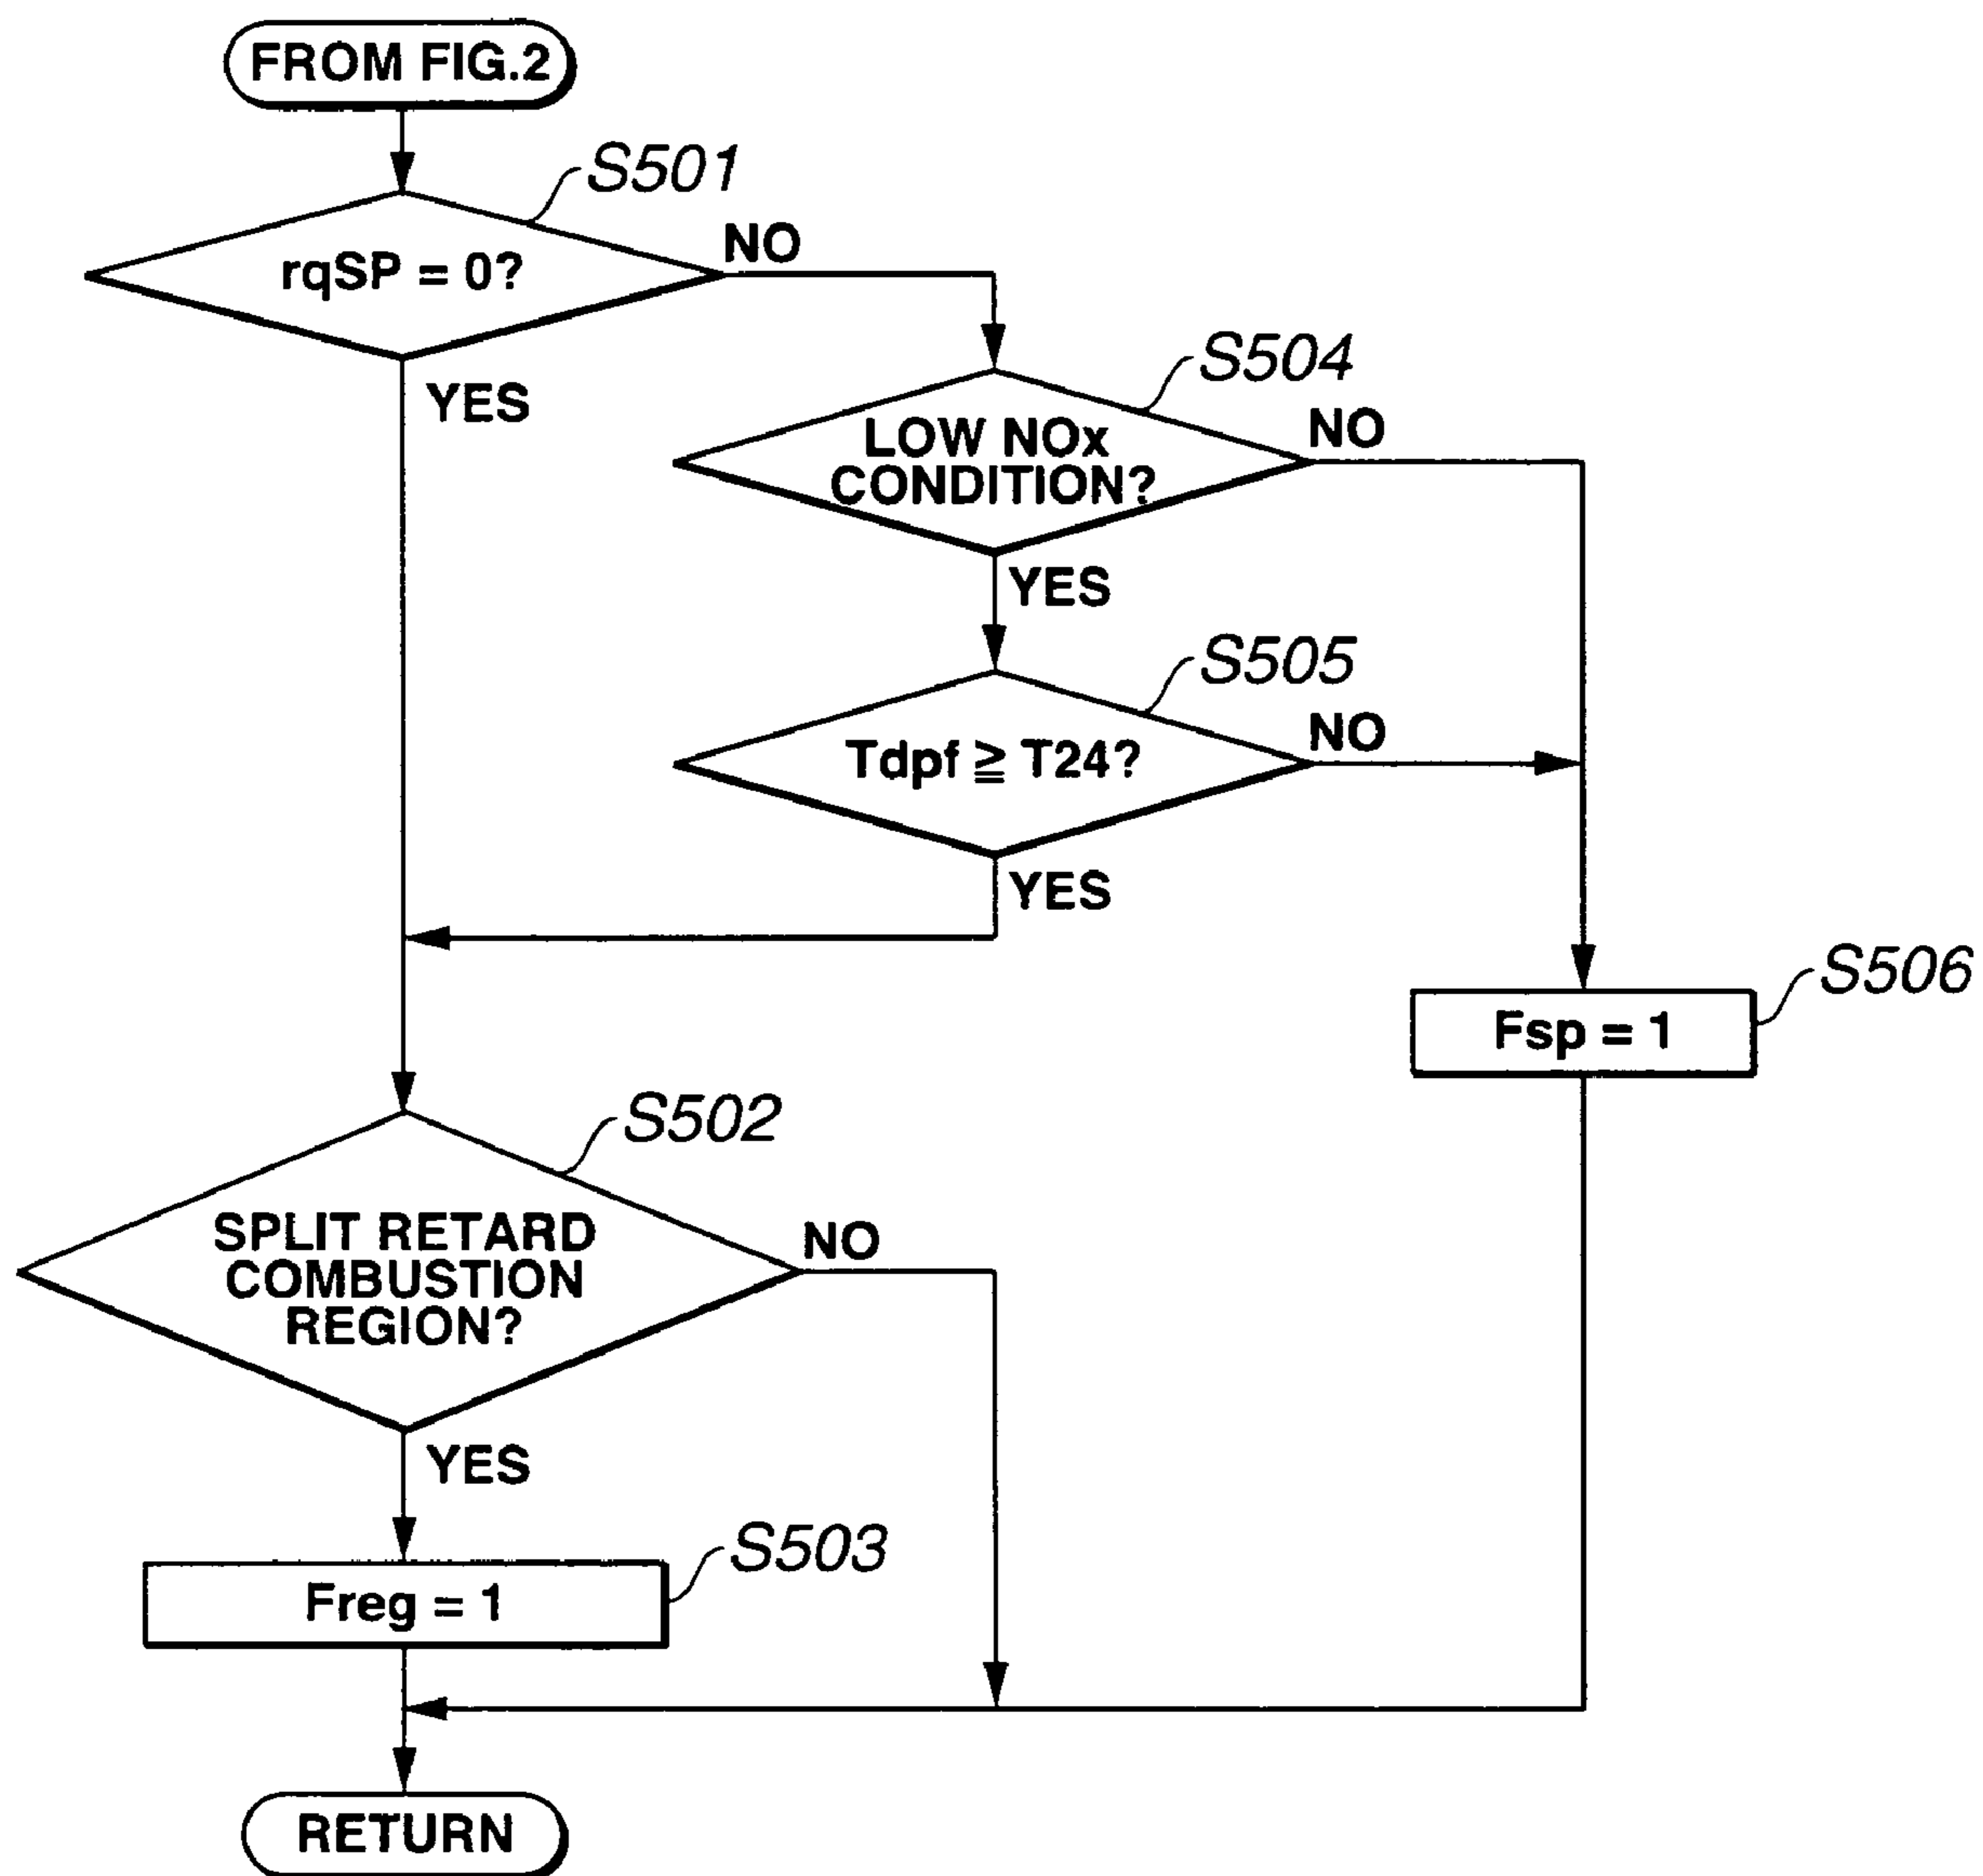 FROM FIG.2
S501
rqSP = 0?
NO
YES
S504
LOW NOx
CONDITION?
NO
YES
S505
Tdpf ≧ T24?
NO
YES
S506
Fsp = 1
S502
SPLIT RETARD
COMBUSTION
REGION?
NO
YES
S503
Freg = 1
RETURN